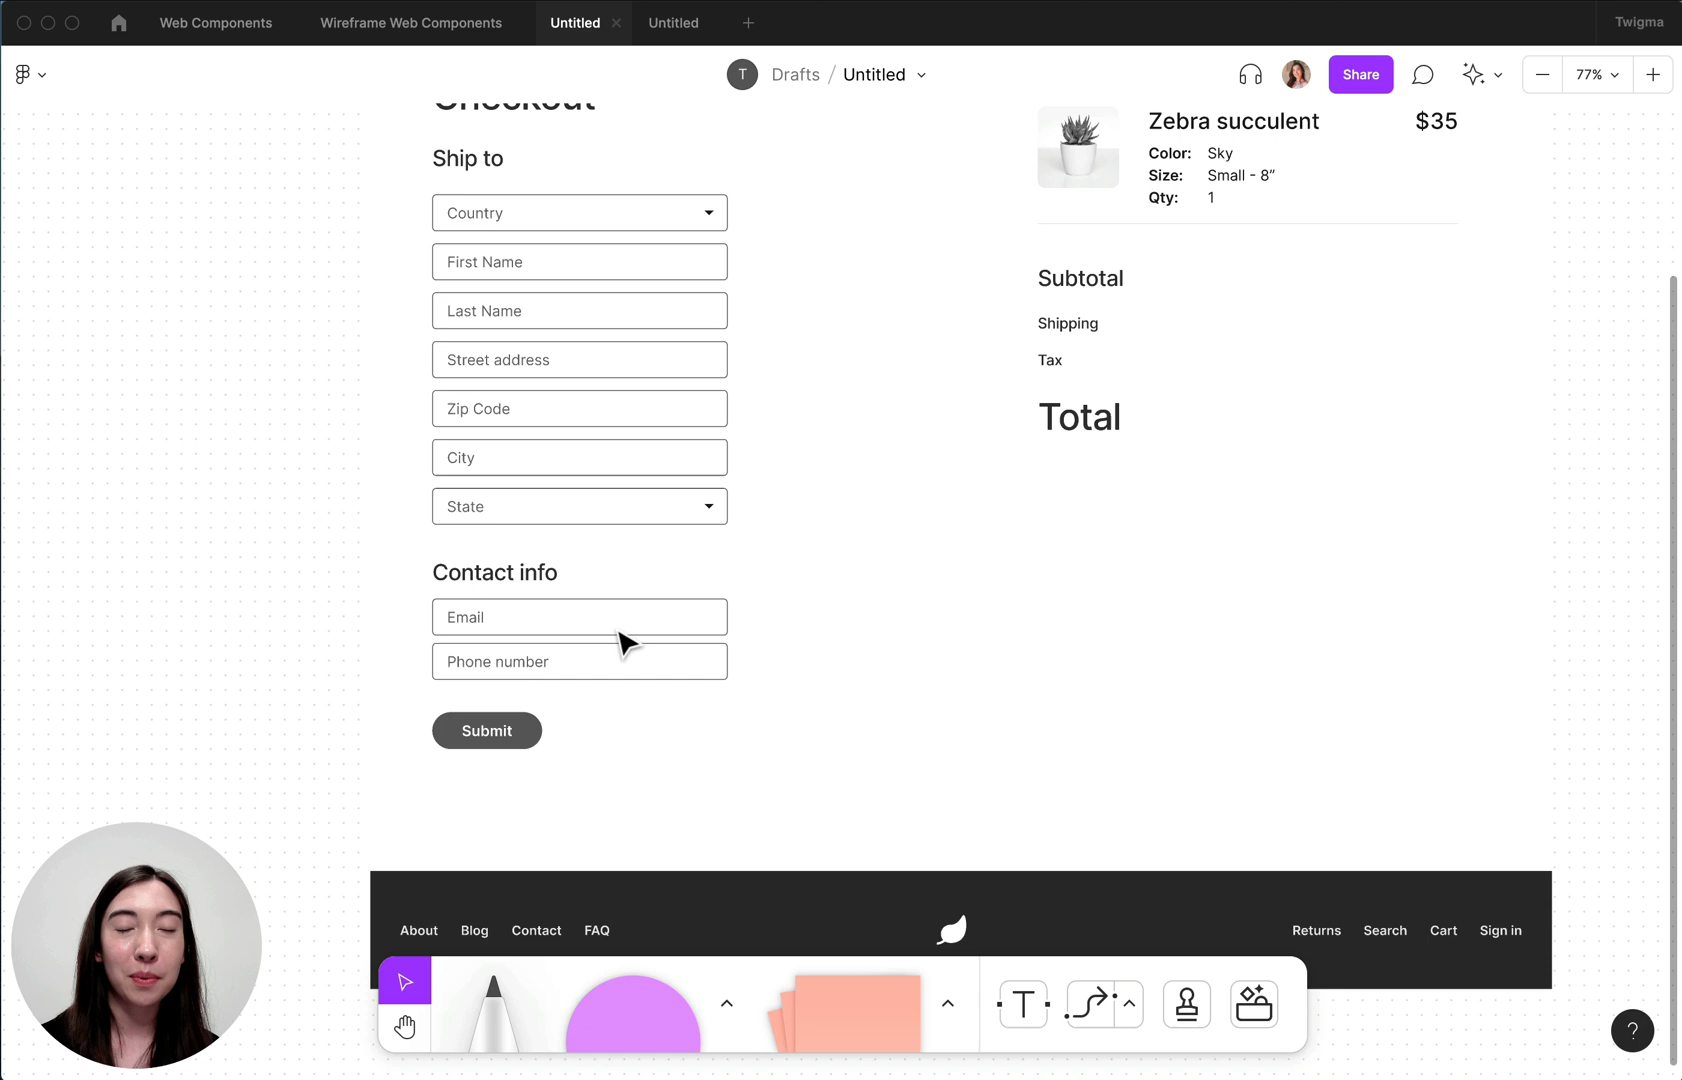 Web Components
Wireframe Web Components
Untitled
Untitled
Twigma
T
Drafts / Untitled
Share
77%
Checkout
Ship to
Country
First Name
Last Name
Street address
Zip Code
City
State
Contact info
Email
Phone number
Submit
Zebra succulent $35
Color: Sky
Size: Small - 8”
Qty: 1
Subtotal
Shipping
Tax
Total
About Blog Contact FAQ
Returns Search Cart Sign in
T
?